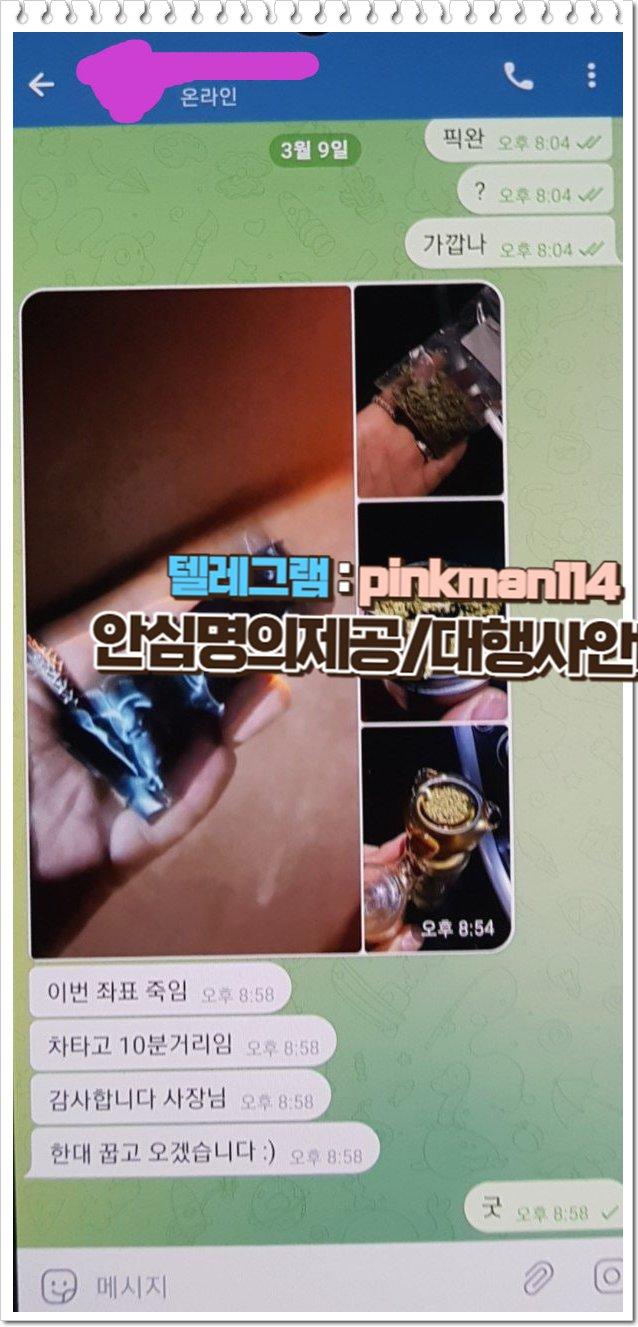 온라인
3월 9일
픽완 오후 8:04
? 오후 8:04
가깝나 오후 8:04
텔레그램 : pinkman114
안심명의제공/대행사안
오후 8:54
이번 좌표 죽임 오후 8:58
차타고 10분거리임 오후 8:58
감사합니다 사장님 오후 8:58
한대 꿉고 오겠습니다 :) 오후 8:58
굿 오후 8:58
메시지